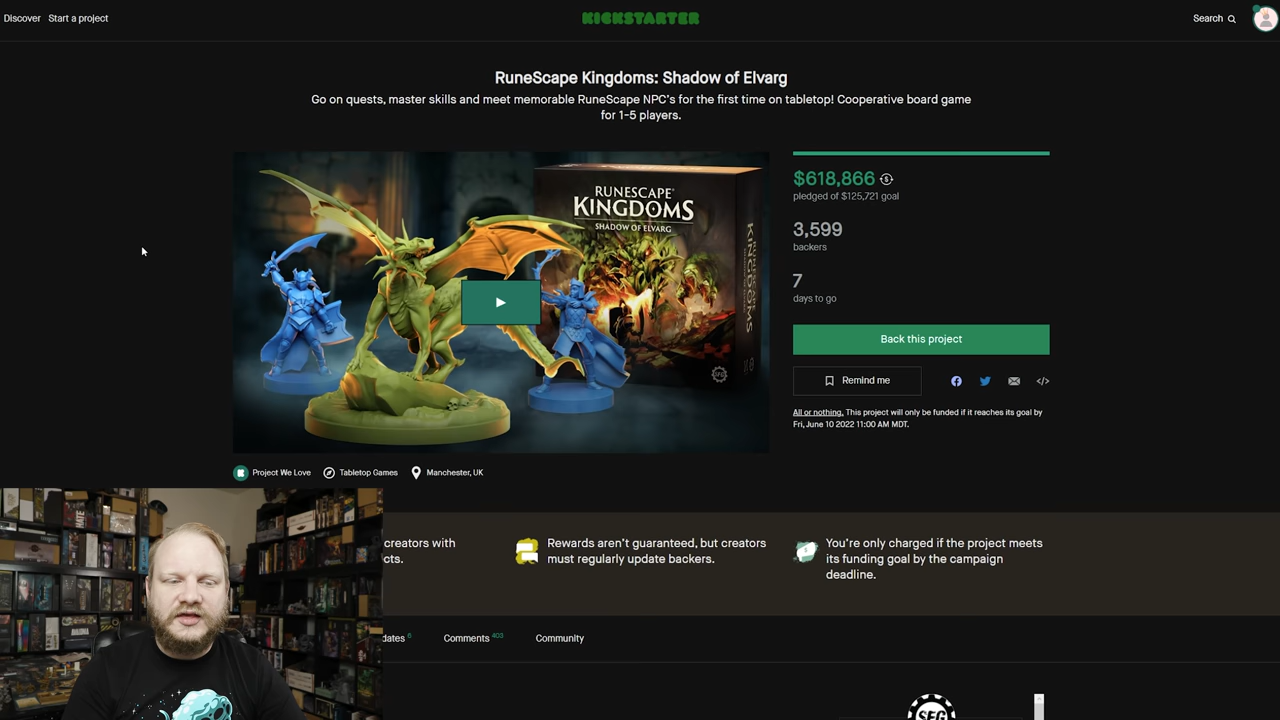 Discover Start a project
KICKSTARTER
Search
RuneScape Kingdoms: Shadow of Elvarg
Go on quests, master skills and meet memorable RuneScape NPC's for the first time on tabletop! Cooperative board game
for 1-5 players.
RUNESCAPE
KINGDOMS
SHADOW OF ELVARG
KINGDOMS
SFG
$618,866
pledged of $125,721 goal
3,599
backers
7
days to go
Back this project
Remind me
All or nothing. This project will only be funded if it reaches its goal by
Fri, June 10 2022 11:00 AM MDT.
Project We Love
Tabletop Games
Manchester, UK
creators with
cts.
Rewards aren't guaranteed, but creators
must regularly update backers.
You're only charged if the project meets
its funding goal by the campaign
deadline.
dates 6
Comments 403
Community
SFG